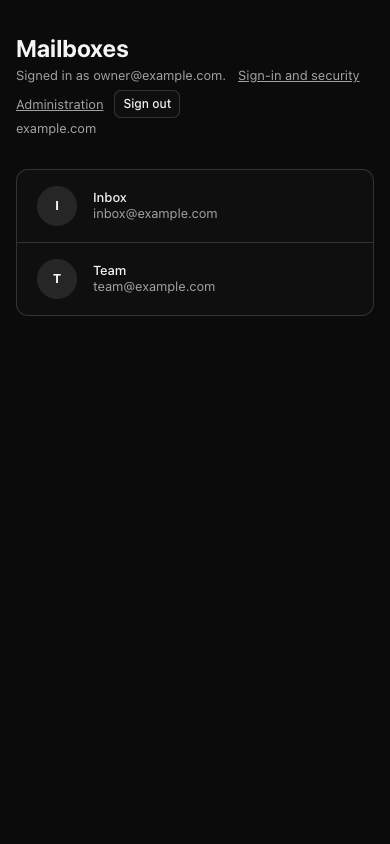 Mailboxes
Signed in as owner@example.com. Sign-in and security
Administration Sign out
example.com
I
Inbox
inbox@example.com
T
Team
team@example.com